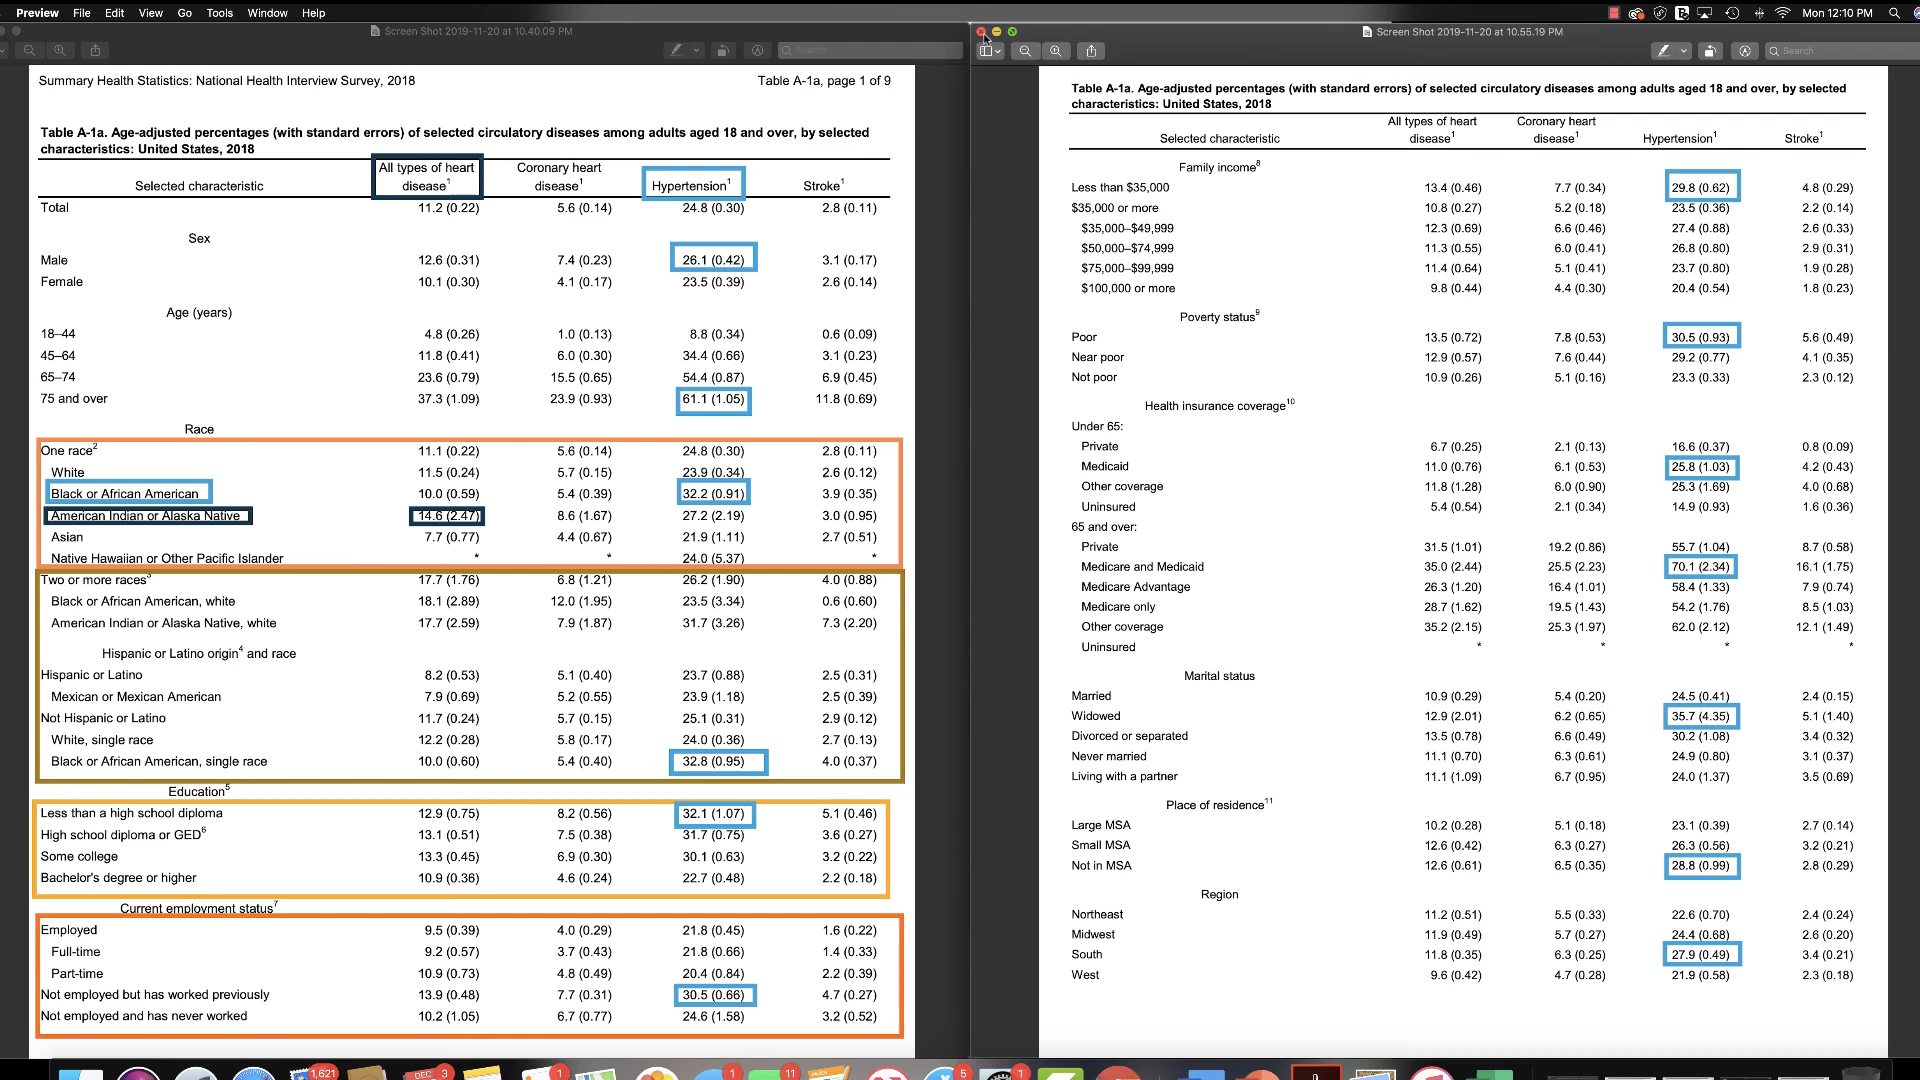 Preview File Edit View Go Tools Window Help Mon 12:10 PM
Screen Shot 2019-11-20 at 10.40.09 PM
Search
Summary Health Statistics: National Health Interview Survey, 2018 Table A-1a, page 1 of 9
Table A-1a. Age-adjusted percentages (with standard errors) of selected circulatory diseases among adults aged 18 and over, by selected
characteristics: United States, 2018
All types of heart Coronary heart
Selected characteristic disease1 disease1 Hypertension1 Stroke1
Total 11.2 (0.22) 5.6 (0.14) 24.8 (0.30) 2.8 (0.11)
Sex
Male 12.6 (0.31) 7.4 (0.23) 26.1 (0.42) 3.1 (0.17)
Female 10.1 (0.30) 4.1 (0.17) 23.5 (0.39) 2.6 (0.14)
Age (years)
18–44 4.8 (0.26) 1.0 (0.13) 8.8 (0.34) 0.6 (0.09)
45–64 11.8 (0.41) 6.0 (0.30) 34.4 (0.66) 3.1 (0.23)
65–74 23.6 (0.79) 15.5 (0.65) 54.4 (0.87) 6.9 (0.45)
75 and over 37.3 (1.09) 23.9 (0.93) 61.1 (1.05) 11.8 (0.69)
Race
One race2 11.1 (0.22) 5.6 (0.14) 24.8 (0.30) 2.8 (0.11)
White 11.5 (0.24) 5.7 (0.15) 23.9 (0.34) 2.6 (0.12)
Black or African American 10.0 (0.59) 5.4 (0.39) 32.2 (0.91) 3.9 (0.35)
American Indian or Alaska Native 14.6 (2.47) 8.6 (1.67) 27.2 (2.19) 3.0 (0.95)
Asian 7.7 (0.77) 4.4 (0.67) 21.9 (1.11) 2.7 (0.51)
Native Hawaiian or Other Pacific Islander * * 24.0 (5.37) *
Two or more races3 17.7 (1.76) 6.8 (1.21) 26.2 (1.90) 4.0 (0.88)
Black or African American, white 18.1 (2.89) 12.0 (1.95) 23.5 (3.34) 0.6 (0.60)
American Indian or Alaska Native, white 17.7 (2.59) 7.9 (1.87) 31.7 (3.26) 7.3 (2.20)
Hispanic or Latino origin4 and race
Hispanic or Latino 8.2 (0.53) 5.1 (0.40) 23.7 (0.88) 2.5 (0.31)
Mexican or Mexican American 7.9 (0.69) 5.2 (0.55) 23.9 (1.18) 2.5 (0.39)
Not Hispanic or Latino 11.7 (0.24) 5.7 (0.15) 25.1 (0.31) 2.9 (0.12)
White, single race 12.2 (0.28) 5.8 (0.17) 24.0 (0.36) 2.7 (0.13)
Black or African American, single race 10.0 (0.60) 5.4 (0.40) 32.8 (0.95) 4.0 (0.37)
Education5
Less than a high school diploma 12.9 (0.75) 8.2 (0.56) 32.1 (1.07) 5.1 (0.46)
High school diploma or GED6 13.1 (0.51) 7.5 (0.38) 31.7 (0.75) 3.6 (0.27)
Some college 13.3 (0.45) 6.9 (0.30) 30.1 (0.63) 3.2 (0.22)
Bachelor's degree or higher 10.9 (0.36) 4.6 (0.24) 22.7 (0.48) 2.2 (0.18)
Current employment status7
Employed 9.5 (0.39) 4.0 (0.29) 21.8 (0.45) 1.6 (0.22)
Full-time 9.2 (0.57) 3.7 (0.43) 21.8 (0.66) 1.4 (0.33)
Part-time 10.9 (0.73) 4.8 (0.49) 20.4 (0.84) 2.2 (0.39)
Not employed but has worked previously 13.9 (0.48) 7.7 (0.31) 30.5 (0.66) 4.7 (0.27)
Not employed and has never worked 10.2 (1.05) 6.7 (0.77) 24.6 (1.58) 3.2 (0.52)
Screen Shot 2019-11-20 at 10.55.19 PM
Search
Table A-1a. Age-adjusted percentages (with standard errors) of selected circulatory diseases among adults aged 18 and over, by selected
characteristics: United States, 2018
All types of heart Coronary heart
Selected characteristic disease1 disease1 Hypertension1 Stroke1
Family income8
Less than $35,000 13.4 (0.46) 7.7 (0.34) 29.8 (0.62) 4.8 (0.29)
$35,000 or more 10.8 (0.27) 5.2 (0.18) 23.5 (0.36) 2.2 (0.14)
$35,000–$49,999 12.3 (0.69) 6.6 (0.46) 27.4 (0.88) 2.6 (0.33)
$50,000–$74,999 11.3 (0.55) 6.0 (0.41) 26.8 (0.80) 2.9 (0.31)
$75,000–$99,999 11.4 (0.64) 5.1 (0.41) 23.7 (0.80) 1.9 (0.28)
$100,000 or more 9.8 (0.44) 4.4 (0.30) 20.4 (0.54) 1.8 (0.23)
Poverty status9
Poor 13.5 (0.72) 7.8 (0.53) 30.5 (0.93) 5.6 (0.49)
Near poor 12.9 (0.57) 7.6 (0.44) 29.2 (0.77) 4.1 (0.35)
Not poor 10.9 (0.26) 5.1 (0.16) 23.3 (0.33) 2.3 (0.12)
Health insurance coverage10
Under 65:
Private 6.7 (0.25) 2.1 (0.13) 16.6 (0.37) 0.8 (0.09)
Medicaid 11.0 (0.76) 6.1 (0.53) 25.8 (1.03) 4.2 (0.43)
Other coverage 11.8 (1.28) 6.0 (0.90) 25.3 (1.69) 4.0 (0.68)
Uninsured 5.4 (0.54) 2.1 (0.34) 14.9 (0.93) 1.6 (0.36)
65 and over:
Private 31.5 (1.01) 19.2 (0.86) 55.7 (1.04) 8.7 (0.58)
Medicare and Medicaid 35.0 (2.44) 25.5 (2.23) 70.1 (2.34) 16.1 (1.75)
Medicare Advantage 26.3 (1.20) 16.4 (1.01) 58.4 (1.33) 7.9 (0.74)
Medicare only 28.7 (1.62) 19.5 (1.43) 54.2 (1.76) 8.5 (1.03)
Other coverage 35.2 (2.15) 25.3 (1.97) 62.0 (2.12) 12.1 (1.49)
Uninsured * * * *
Marital status
Married 10.9 (0.29) 5.4 (0.20) 24.5 (0.41) 2.4 (0.15)
Widowed 12.9 (2.01) 6.2 (0.65) 35.7 (4.35) 5.1 (1.40)
Divorced or separated 13.5 (0.78) 6.6 (0.49) 30.2 (1.08) 3.4 (0.32)
Never married 11.1 (0.70) 6.3 (0.61) 24.9 (0.80) 3.1 (0.37)
Living with a partner 11.1 (1.09) 6.7 (0.95) 24.0 (1.37) 3.5 (0.69)
Place of residence11
Large MSA 10.2 (0.28) 5.1 (0.18) 23.1 (0.39) 2.7 (0.14)
Small MSA 12.6 (0.42) 6.3 (0.27) 26.3 (0.56) 3.2 (0.21)
Not in MSA 12.6 (0.61) 6.5 (0.35) 28.8 (0.99) 2.8 (0.29)
Region
Northeast 11.2 (0.51) 5.5 (0.33) 22.6 (0.70) 2.4 (0.24)
Midwest 11.9 (0.49) 5.7 (0.27) 24.4 (0.68) 2.6 (0.20)
South 11.8 (0.35) 6.3 (0.25) 27.9 (0.49) 3.4 (0.21)
West 9.6 (0.42) 4.7 (0.28) 21.9 (0.58) 2.3 (0.18)
1,621 DEC 3 1 1 11 5 1